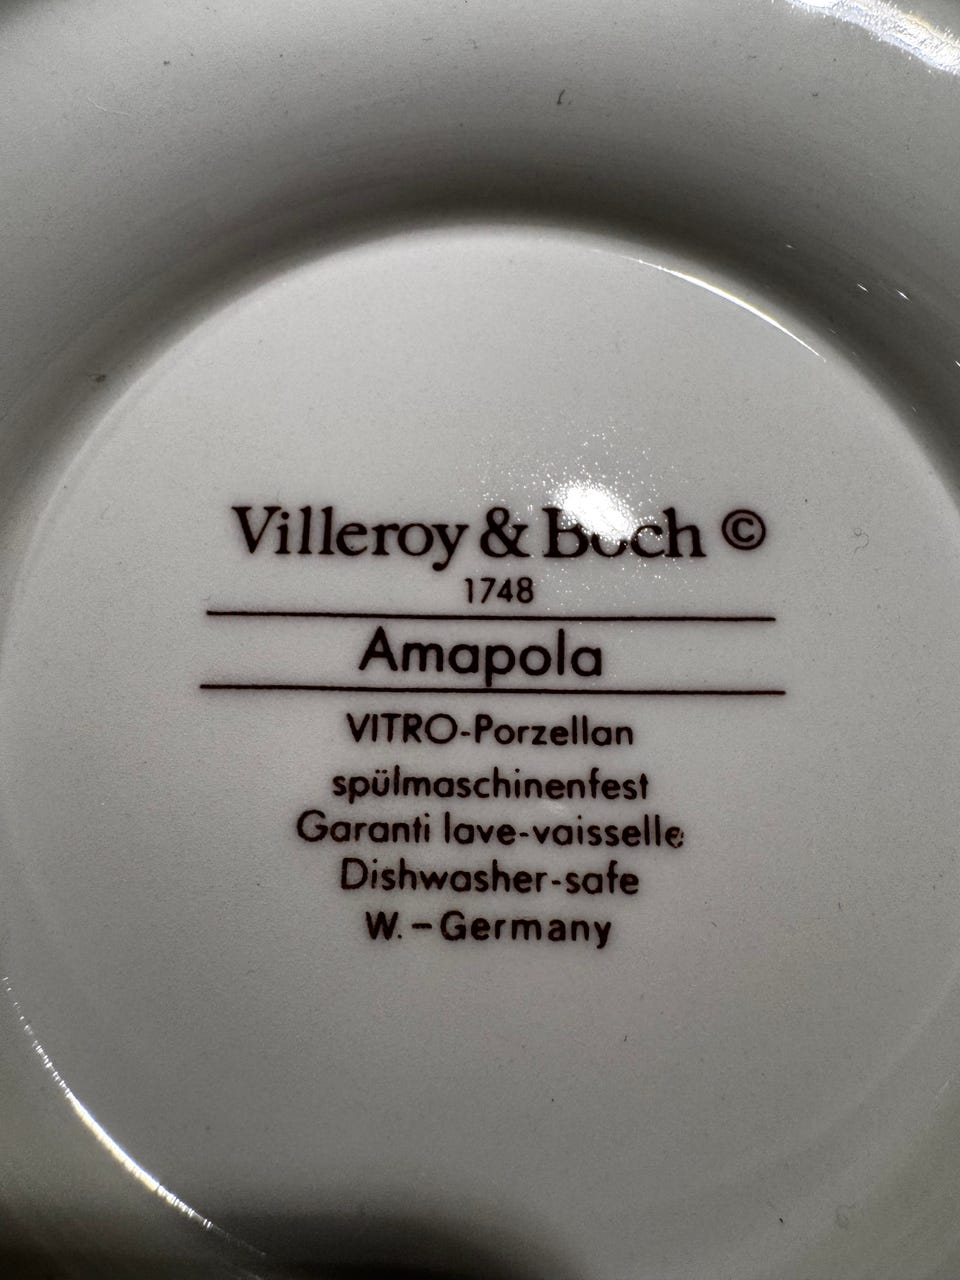 Villeroy & Boch ©
1748
Amapola
VITRO-Porzellan
spülmaschinenfest
Garanti lave-vaisselle
Dishwasher-safe
W. – Germany